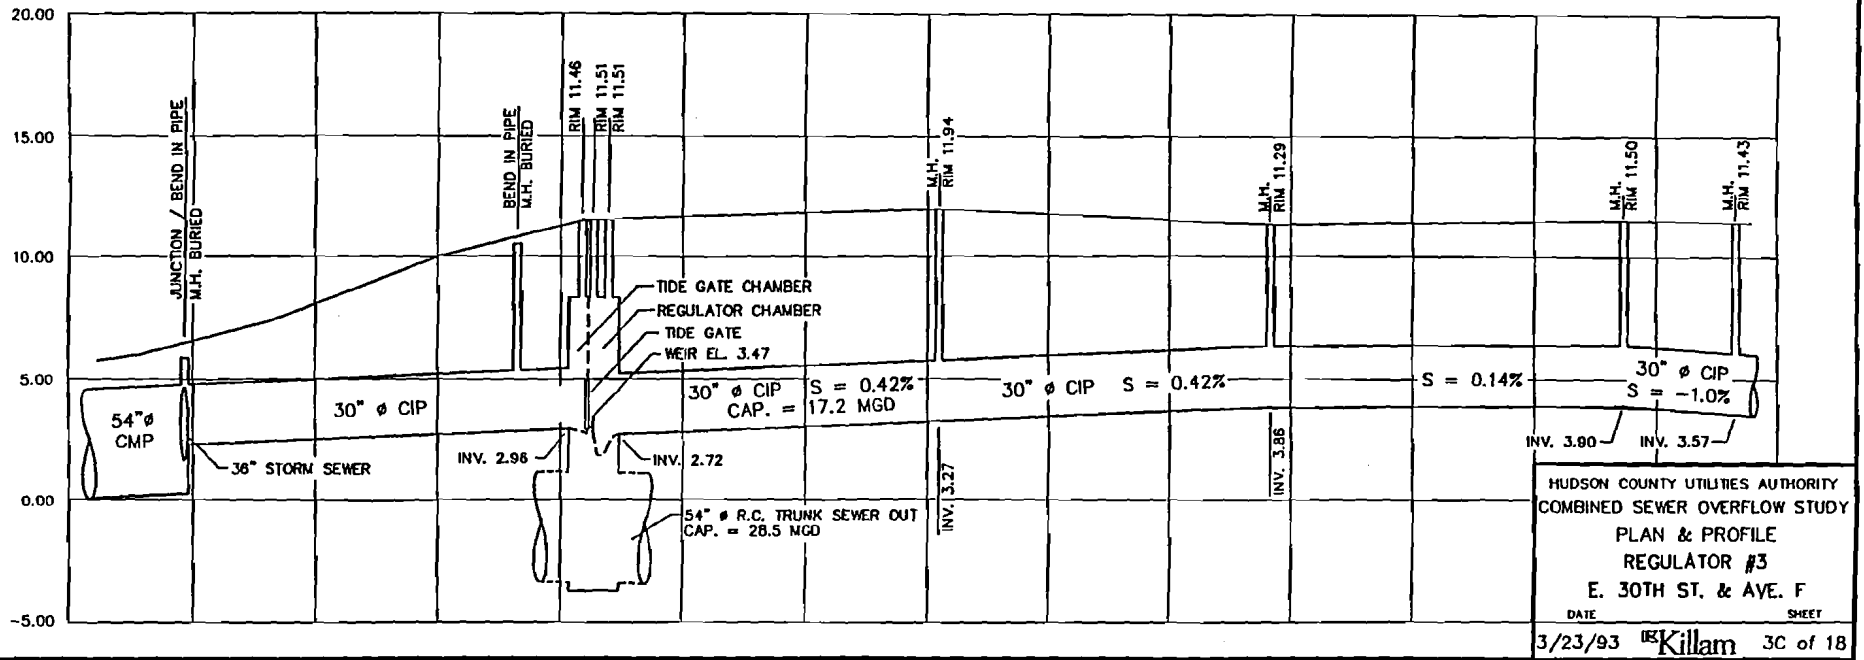 20.00
15.00
10.00
5.00
0.00
-5.00
JUNCTION / BEND IN PIPE
M.H. BURIED
BEND IN PIPE
M.H. BURIED
RIM 11.46
RIM 11.51
RIM 11.51
M.H.
RIM 11.94
M.H.
RIM 11.29
M.H.
RIM 11.50
M.H.
RIM 11.43
TIDE GATE CHAMBER
REGULATOR CHAMBER
TIDE GATE
WEIR EL. 3.47
54"ø
CMP
30" ø CIP
36" STORM SEWER
INV. 2.96
INV. 2.72
30" ø CIP S = 0.42%
CAP. = 17.2 MGD
30" ø CIP S = 0.42%
S = 0.14%
30" ø CIP
S = -1.0%
INV. 3.27
INV. 3.86
INV. 3.90
INV. 3.57
54" ø R.C. TRUNK SEWER OUT
CAP. = 28.5 MGD
HUDSON COUNTY UTILITIES AUTHORITY
COMBINED SEWER OVERFLOW STUDY
PLAN & PROFILE
REGULATOR #3
E. 30TH ST. & AVE. F
DATE SHEET
3/23/93 Killam 3C of 18